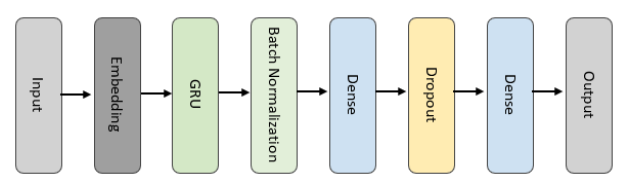 Input
Embedding
GRU
Batch Normalization
Dense
Dropout
Dense
Output